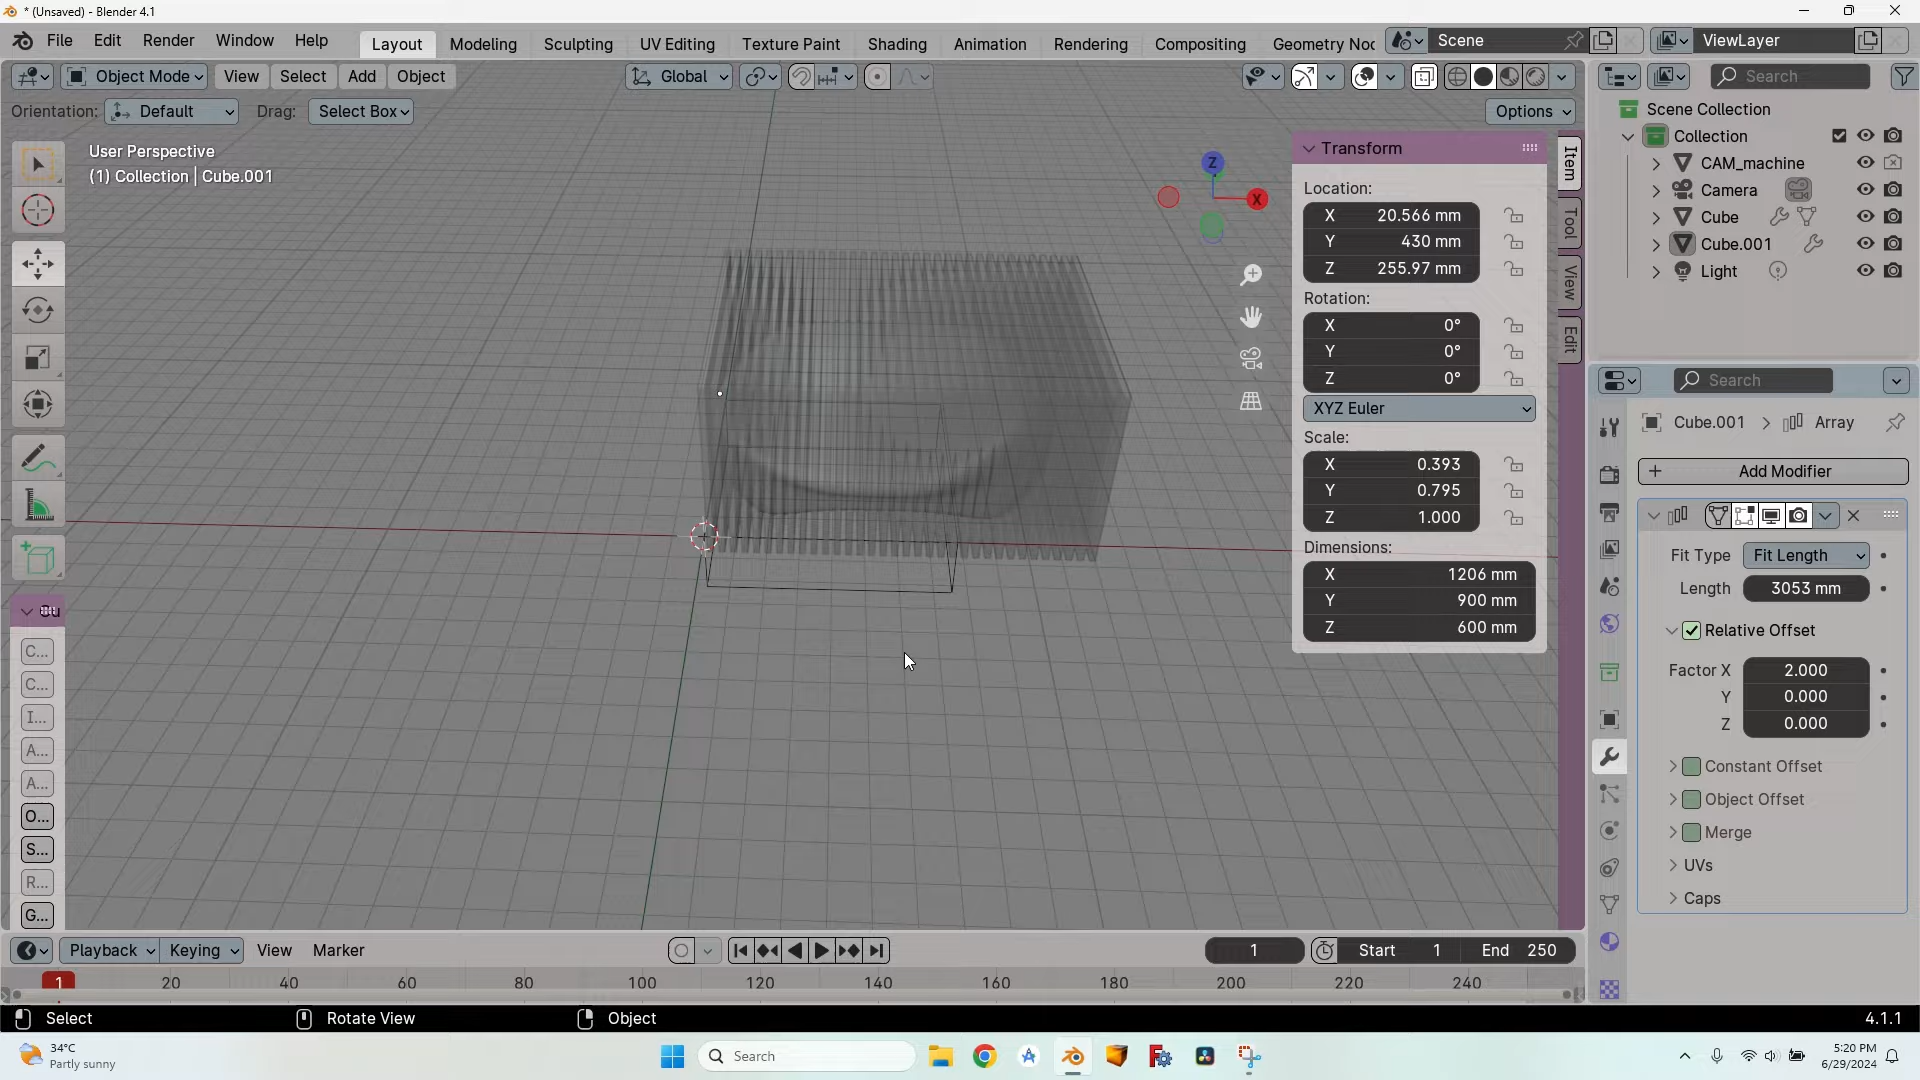 * (Unsaved) - Blender 4.1
File Edit Render Window Help
Layout Modeling Sculpting UV Editing Texture Paint Shading Animation Rendering Compositing Geometry Noc
Scene
ViewLayer
Object Mode View Select Add Object
Global
Search
Orientation: Default Drag: Select Box
Options
User Perspective
(1) Collection | Cube.001
Z
X
Transform
Location:
X 20.566 mm
Y 430 mm
Z 255.97 mm
Rotation:
X 0°
Y 0°
Z 0°
XYZ Euler
Scale:
X 0.393
Y 0.795
Z 1.000
Dimensions:
X 1206 mm
Y 900 mm
Z 600 mm
Item
Tool
View
Edit
Scene Collection
Collection
CAM_machine
Camera
Cube
Cube.001
Light
Search
Cube.001 > Array
Add Modifier
Fit Type Fit Length
Length 3053 mm
Relative Offset
Factor X 2.000
Y 0.000
Z 0.000
Constant Offset
Object Offset
Merge
UVs
Caps
C...
C...
I...
A...
A...
O...
S...
R...
G...
Playback Keying View Marker
1 Start 1 End 250
1 20 40 60 80 100 120 140 160 180 200 220 240
Select Rotate View Object 4.1.1
34°C
Partly sunny
Search
5:20 PM
6/29/2024